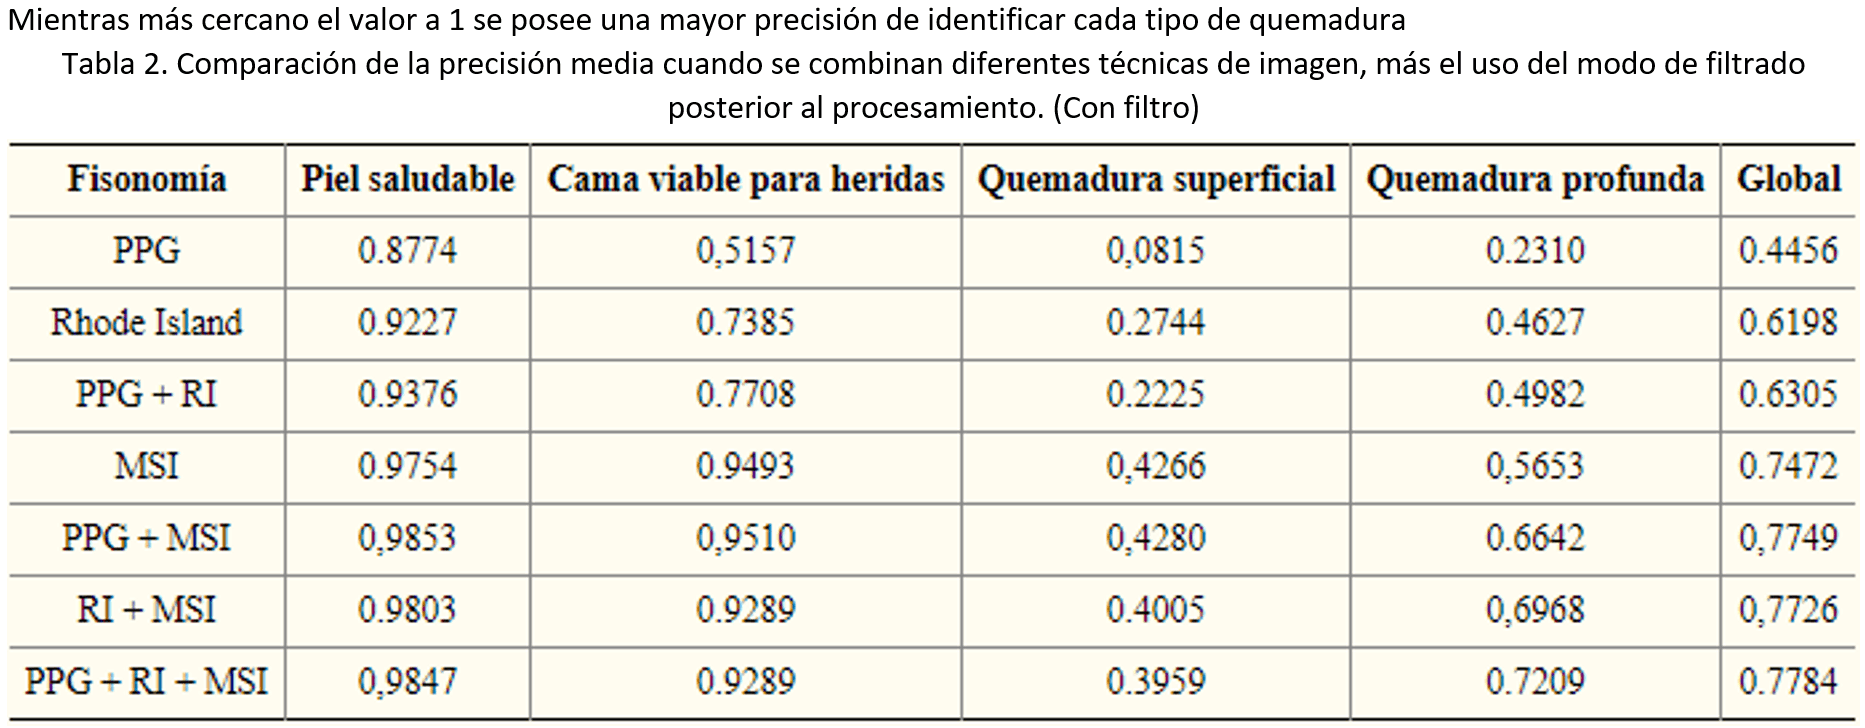 Mientras más cercano el valor a 1 se posee una mayor precisión de identificar cada tipo de quemadura
Tabla 2. Comparación de la precisión media cuando se combinan diferentes técnicas de imagen, más el uso del modo de filtrado
posterior al procesamiento. (Con filtro)
Fisonomía Piel saludable Cama viable para heridas Quemadura superficial Quemadura profunda Global
PPG 0.8774 0,5157 0,0815 0.2310 0.4456
Rhode Island 0.9227 0.7385 0.2744 0.4627 0.6198
PPG + RI 0.9376 0.7708 0.2225 0.4982 0.6305
MSI 0.9754 0.9493 0,4266 0,5653 0.7472
PPG + MSI 0,9853 0,9510 0,4280 0.6642 0,7749
RI + MSI 0.9803 0.9289 0.4005 0,6968 0,7726
PPG + RI + MSI 0,9847 0.9289 0.3959 0.7209 0.7784